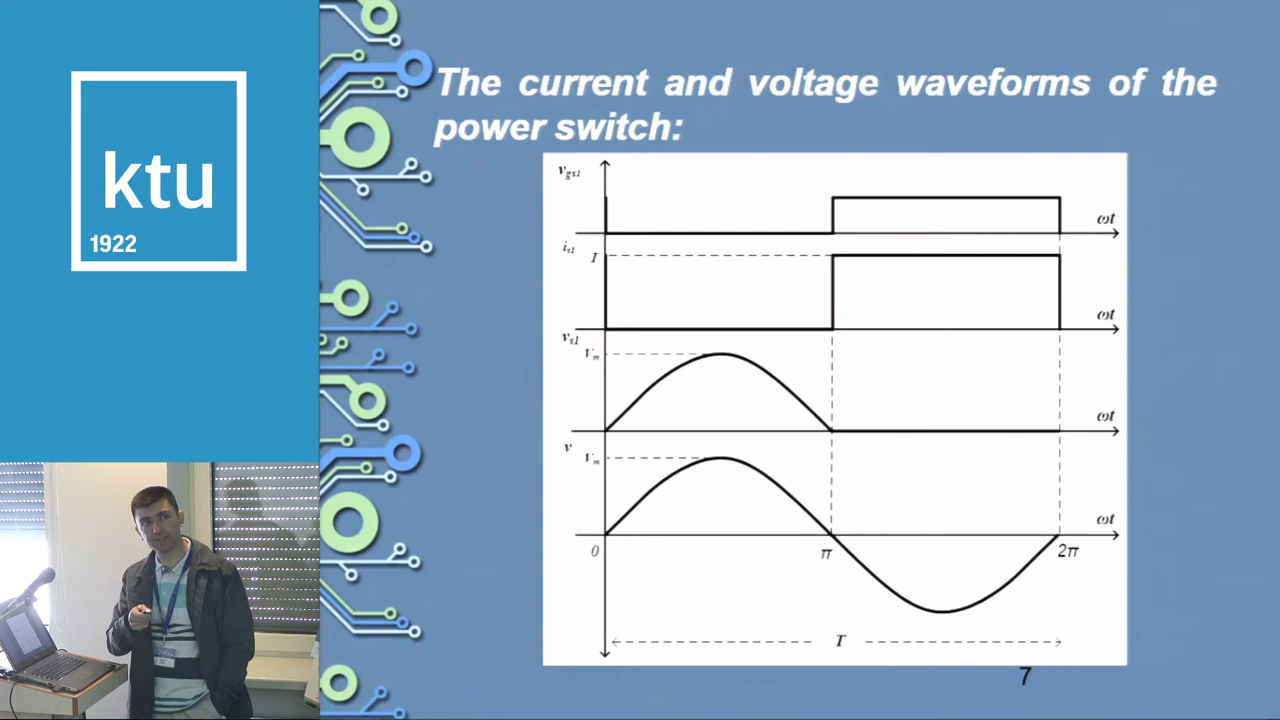 ktu
1922
The current and voltage waveforms of the
power switch:
v_gs1
ωt
i_s1
I
ωt
v_s1
V_m
ωt
v
V_m
ωt
0
π
2π
T
7